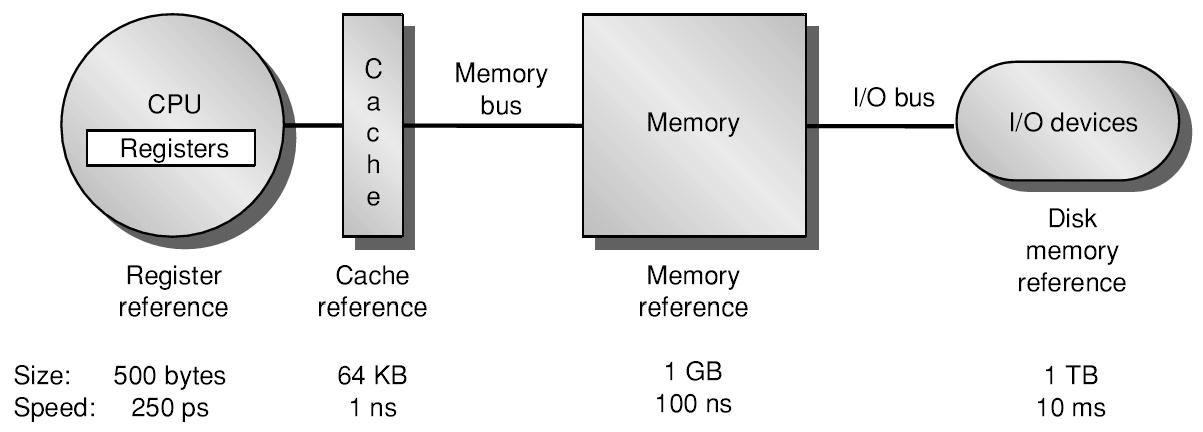 CPU
Registers
C
a
c
h
e
Memory
bus
Memory
I/O bus
I/O devices
Register
reference
Cache
reference
Memory
reference
Disk
memory
reference
Size: 500 bytes 64 KB 1 GB 1 TB
Speed: 250 ps 1 ns 100 ns 10 ms